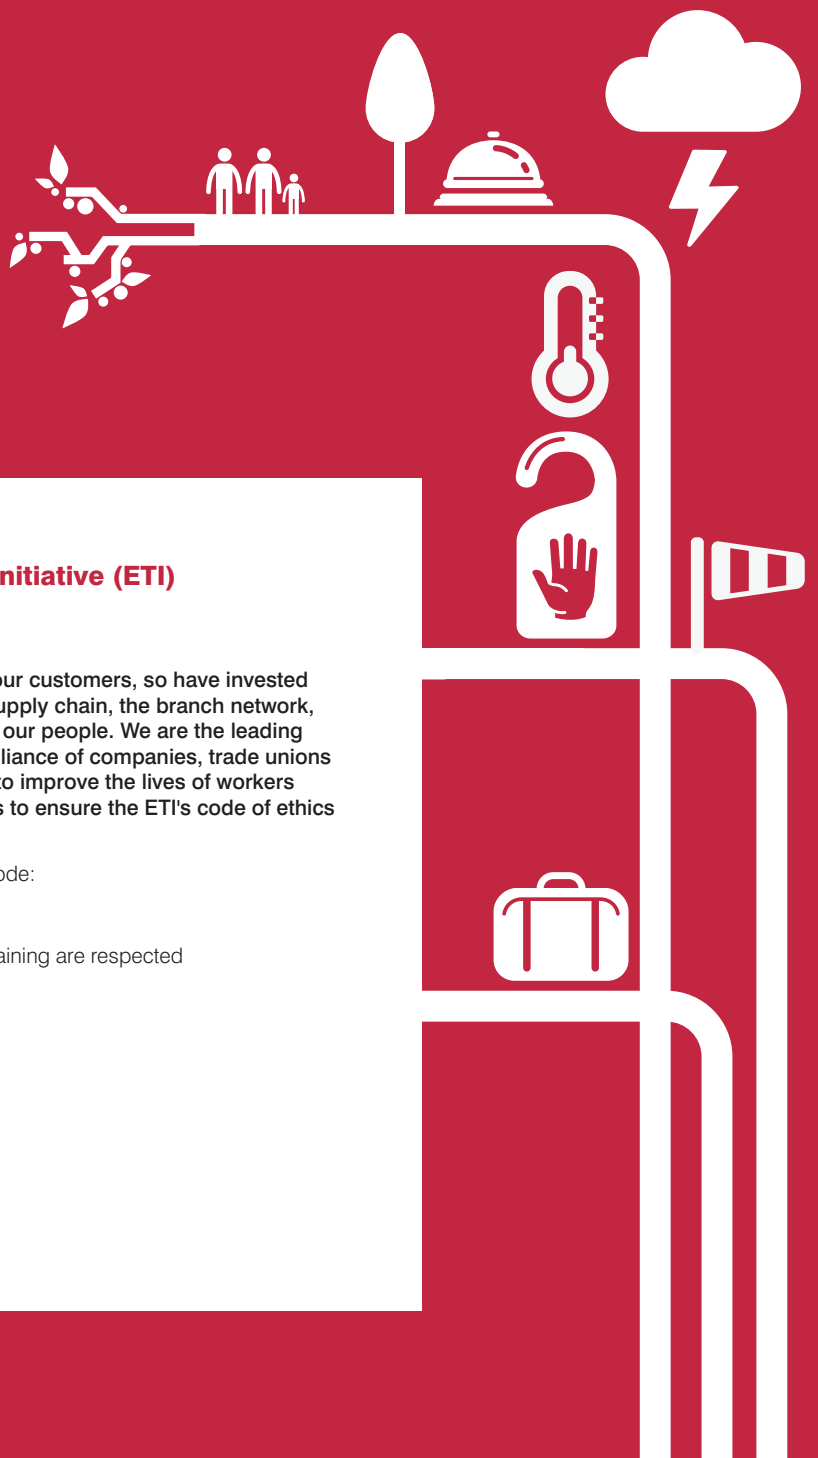 nitiative (ETI)
our customers, so have invested
upply chain, the branch network,
our people. We are the leading
liance of companies, trade unions
to improve the lives of workers
s to ensure the ETI's code of ethics
ode:
aining are respected